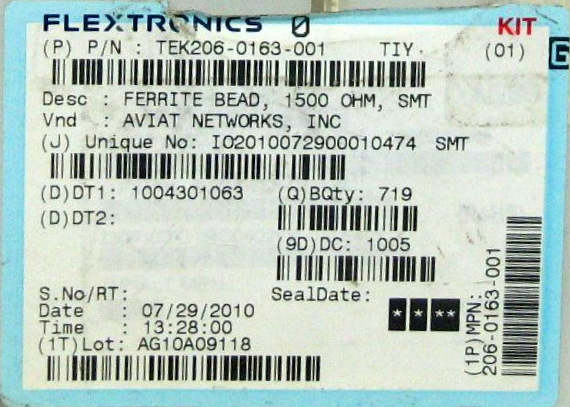 FLEXTRONICS 0 KIT
(P) P/N : TEK206-0163-001 TIY. (01) G
Desc : FERRITE BEAD, 1500 OHM, SMT
Vnd : AVIAT NETWORKS, INC
(J) Unique No: IO2010072900010474 SMT
(D)DT1: 1004301063 (Q)BQty: 719
(D)DT2:
(9D)DC: 1005
S.No/RT: SealDate:
Date : 07/29/2010 * * **
Time : 13:28:00
(1T)Lot: AG10A09118
(1P)MPN:
206-0163-001